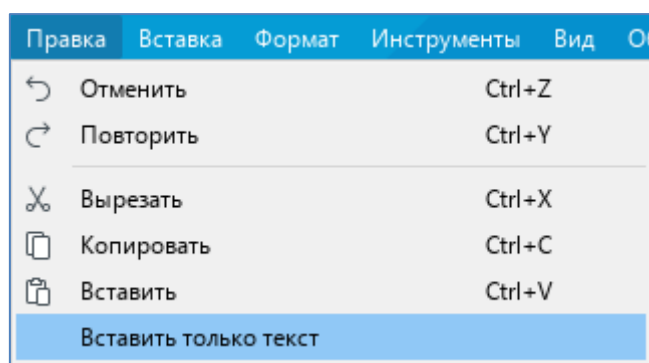 Правка Вставка Формат Инструменты Вид
Отменить Ctrl+Z
Повторить Ctrl+Y
Вырезать Ctrl+X
Копировать Ctrl+C
Вставить Ctrl+V
Вставить только текст